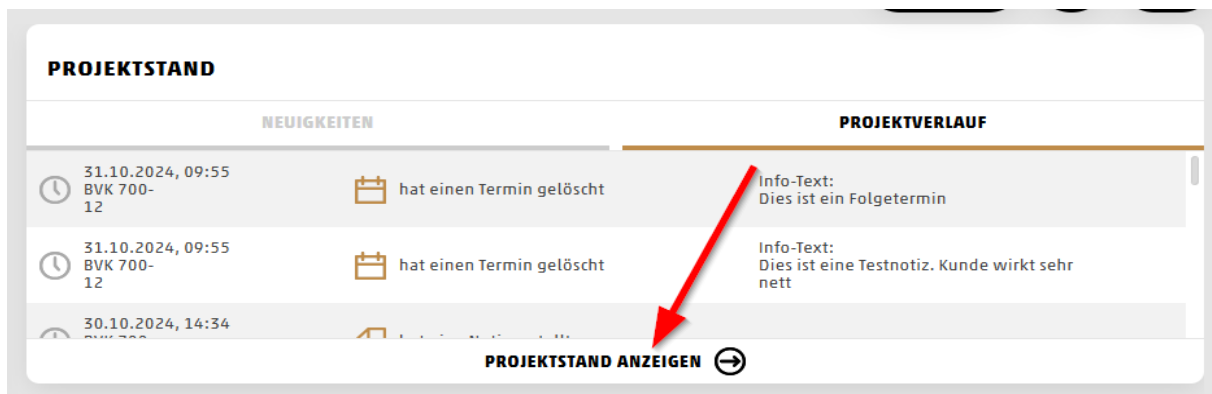 PROJEKTSTAND
NEUIGKEITEN
PROJEKTVERLAUF
31.10.2024, 09:55
BVK 700-
12
hat einen Termin gelöscht
Info-Text:
Dies ist ein Folgetermin
31.10.2024, 09:55
BVK 700-
12
hat einen Termin gelöscht
Info-Text:
Dies ist eine Testnotiz. Kunde wirkt sehr
nett
30.10.2024, 14:34
PROJEKTSTAND ANZEIGEN